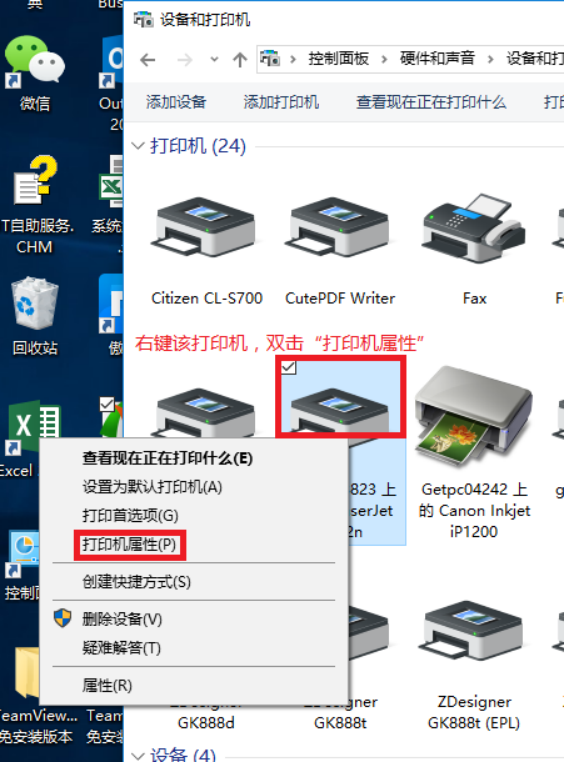 典
Bus
设备和打印机
控制面板 › 硬件和声音 › 设备和打
添加设备 添加打印机 查看现在正在打印什么 打
打印机 (24)
微信
Out
20
T自助服务.
CHM
系统
回收站
傲
Excel
控制面
TeamView...
免安装版本
Team
免安装
Citizen CL-S700
CutePDF Writer
Fax
右键该打印机，双击“打印机属性”
823 上
serJet
2n
Getpc04242 上
的 Canon Inkjet
iP1200
查看现在正在打印什么(E)
设置为默认打印机(A)
打印首选项(G)
打印机属性(P)
创建快捷方式(S)
删除设备(V)
疑难解答(T)
属性(R)
ZDesigner
GK888d
ZDesigner
GK888t
ZDesigner
GK888t (EPL)
设备 (4)